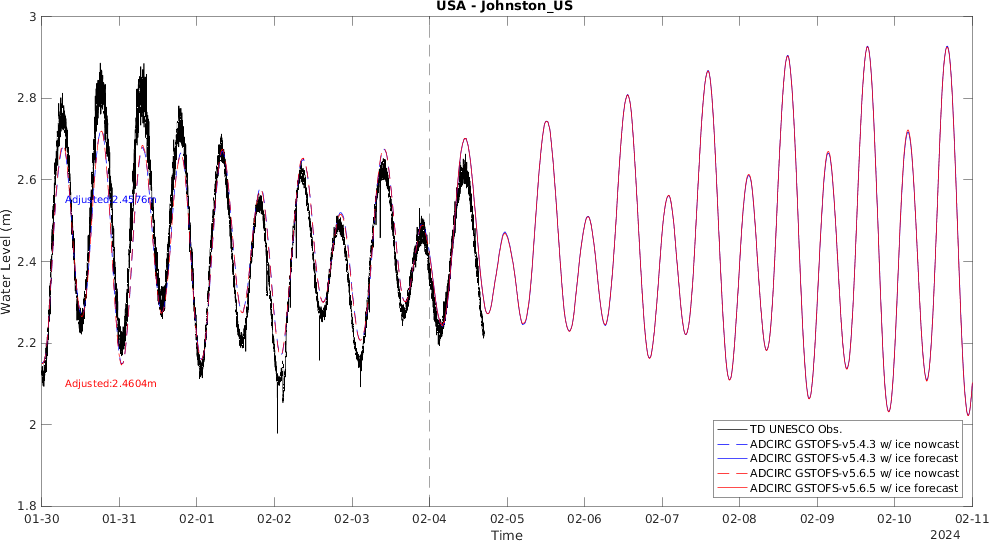 USA - Johnston_US
3
2.8
2.6
2.4
2.2
2
1.8
Water Level (m)
Adjusted:2.4576m
Adjusted:2.4604m
TD UNESCO Obs.
ADCIRC GSTOFS-v5.4.3 w/ ice nowcast
ADCIRC GSTOFS-v5.4.3 w/ ice forecast
ADCIRC GSTOFS-v5.6.5 w/ ice nowcast
ADCIRC GSTOFS-v5.6.5 w/ ice forecast
01-30 01-31 02-01 02-02 02-03 02-04 02-05 02-06 02-07 02-08 02-09 02-10 02-11
Time
2024